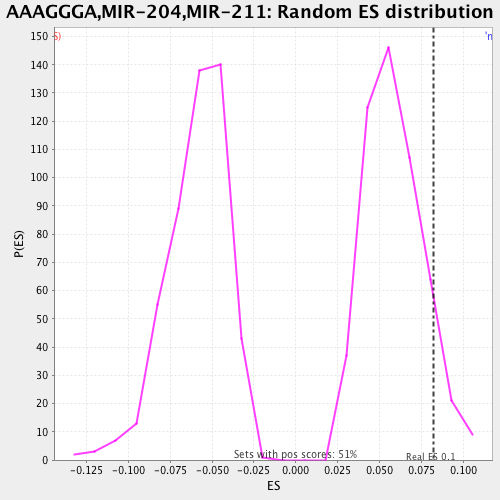 AAAGGGA,MIR-204,MIR-211: Random ES distribution
150
140
130
120
110
100
90
80
70
60
50
40
30
20
10
0
P(ES)
S)
'n
Sets with pos scores: 51%
Real ES 0.1
-0.125 -0.100 -0.075 -0.050 -0.025 0.000 0.025 0.050 0.075 0.100
ES